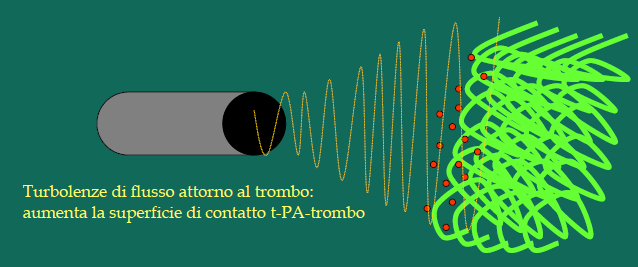 Turbolenze di flusso attorno al trombo:
aumenta la superficie di contatto t-PA-trombo